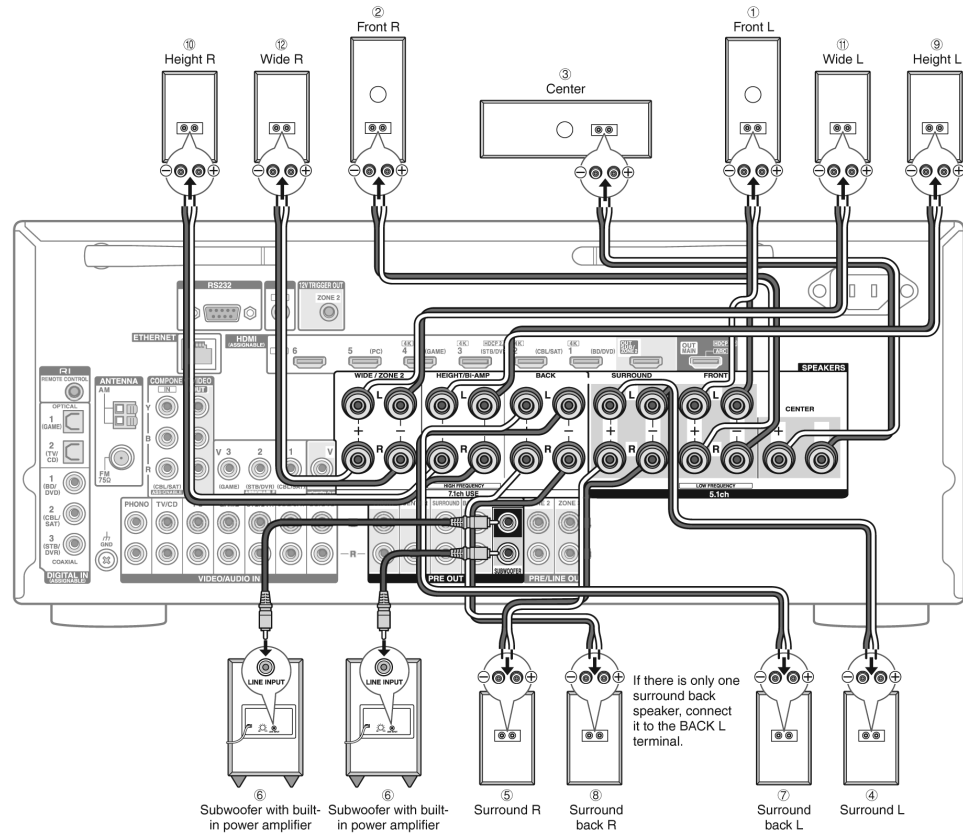 ②
Front R
①
Front L
⑩
Height R
⑫
Wide R
③
Center
⑪
Wide L
⑨
Height L
RS232
12V TRIGGER OUT
ZONE 2
ETHERNET
HDMI
(ASSIGNABLE)
6
5 (PC)
4 (GAME)
3 (STB/DVR)
2 (CBL/SAT)
1 (BD/DVD)
OUT
MAIN
HDCP
ARC
RI
REMOTE CONTROL
ANTENNA
AM
FM
75Ω
COMPONENT VIDEO
IN
OUT
Y
B
R
(CBL/SAT)
WIDE / ZONE 2
HEIGHT/Bi-AMP
BACK
SURROUND
FRONT
SPEAKERS
CENTER
L
R
HIGH FREQUENCY
7.1ch USE
LOW FREQUENCY
5.1ch
OPTICAL
1
(GAME)
2
(TV/
CD)
1
(BD/
DVD)
2
(CBL/
SAT)
3
(STB/
DVR)
COAXIAL
DIGITAL IN
(ASSIGNABLE)
GND
V 3
2
1
V
(GAME)
(STB/DVR)
(CBL/SAT)
PHONO
TV/CD
VIDEO/AUDIO IN
SURROUND
R
PRE OUT
SUBWOOFER
ZONE
PRE/LINE OUT
LINE INPUT
LINE INPUT
If there is only one
surround back
speaker, connect
it to the BACK L
terminal.
⑥
Subwoofer with built-
in power amplifier
⑥
Subwoofer with built-
in power amplifier
⑤
Surround R
⑧
Surround
back R
⑦
Surround
back L
④
Surround L